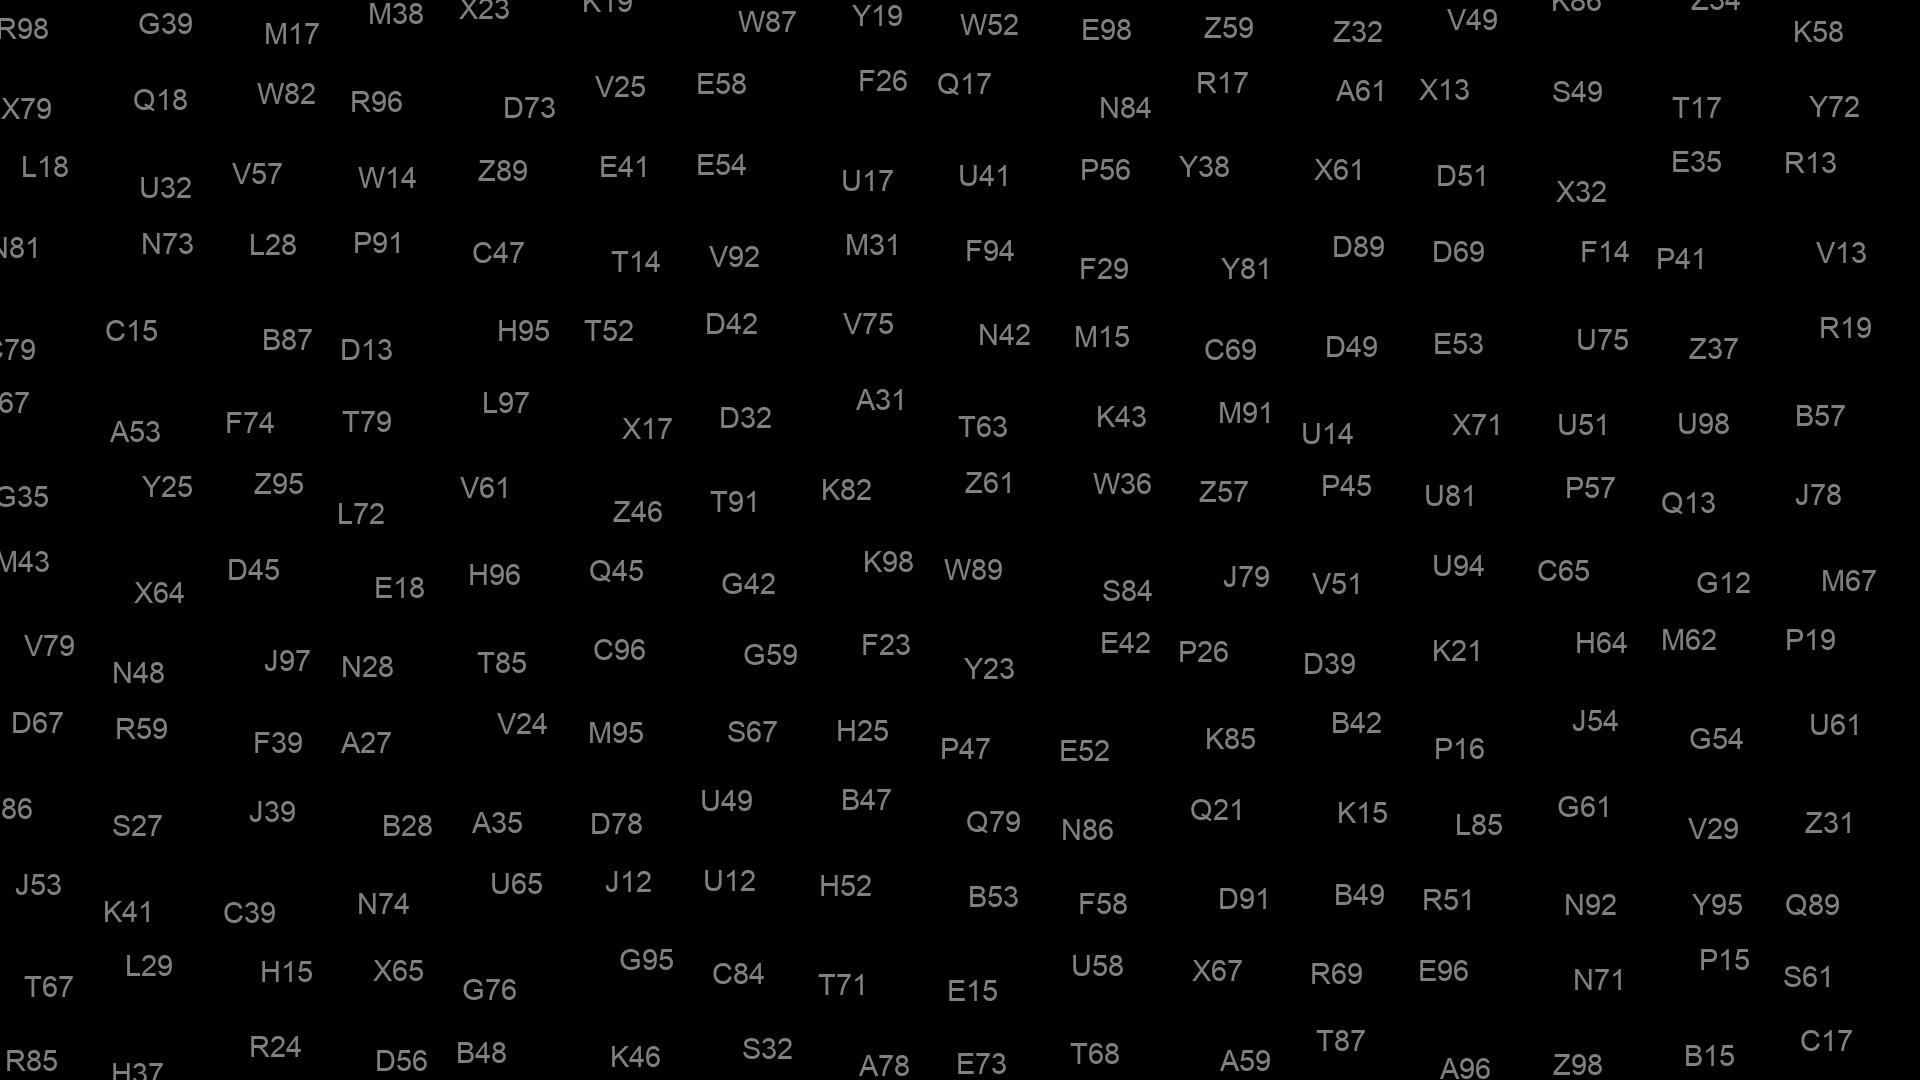 R98 G39 M17 M38 X23 K19 W87 Y19 W52 E98 Z59 Z32 V49 K86 Z34 K58
X79 Q18 W82 R96 D73 V25 E58 F26 Q17 N84 R17 A61 X13 S49 T17 Y72
L18 U32 V57 W14 Z89 E41 E54 U17 U41 P56 Y38 X61 D51 X32 E35 R13
N81 N73 L28 P91 C47 T14 V92 M31 F94 F29 Y81 D89 D69 F14 P41 V13
C15 B87 D13 H95 T52 D42 V75 N42 M15 C69 D49 E53 U75 Z37 R19
67 A53 F74 T79 L97 X17 D32 A31 T63 K43 M91 U14 X71 U51 U98 B57
G35 Y25 Z95 L72 V61 Z46 T91 K82 Z61 W36 Z57 P45 U81 P57 Q13 J78
M43 X64 D45 E18 H96 Q45 G42 K98 W89 S84 J79 V51 U94 C65 G12 M67
V79 N48 J97 N28 T85 C96 G59 F23 Y23 E42 P26 D39 K21 H64 M62 P19
D67 R59 F39 A27 V24 M95 S67 H25 P47 E52 K85 B42 P16 J54 G54 U61
86 S27 J39 B28 A35 D78 U49 B47 Q79 N86 Q21 K15 L85 G61 V29 Z31
J53 K41 C39 N74 U65 J12 U12 H52 B53 F58 D91 B49 R51 N92 Y95 Q89
T67 L29 H15 X65 G76 G95 C84 T71 E15 U58 X67 R69 E96 N71 P15 S61
R85 H37 R24 D56 B48 K46 S32 A78 E73 T68 A59 T87 A96 Z98 B15 C17